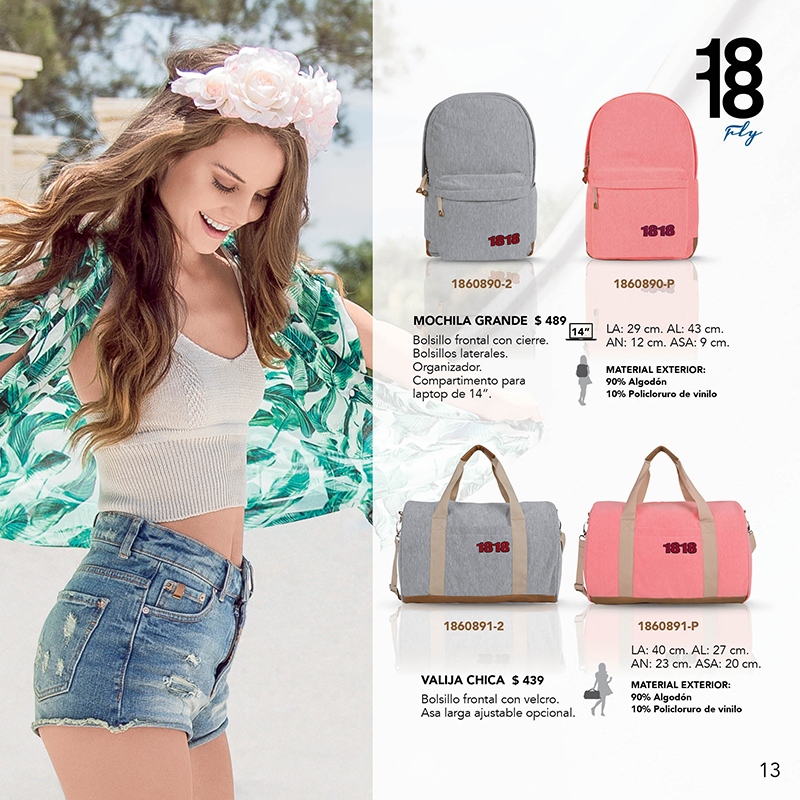 18
18
Fly
1818
1818
1860890-2
1860890-P
MOCHILA GRANDE $ 489
Bolsillo frontal con cierre.
Bolsillos laterales.
Organizador.
Compartimento para
laptop de 14”.
14”
LA: 29 cm. AL: 43 cm.
AN: 12 cm. ASA: 9 cm.
MATERIAL EXTERIOR:
90% Algodón
10% Policloruro de vinilo
1818
1818
1860891-2
1860891-P
VALIJA CHICA $ 439
Bolsillo frontal con velcro.
Asa larga ajustable opcional.
LA: 40 cm. AL: 27 cm.
AN: 23 cm. ASA: 20 cm.
MATERIAL EXTERIOR:
90% Algodón
10% Policloruro de vinilo
13